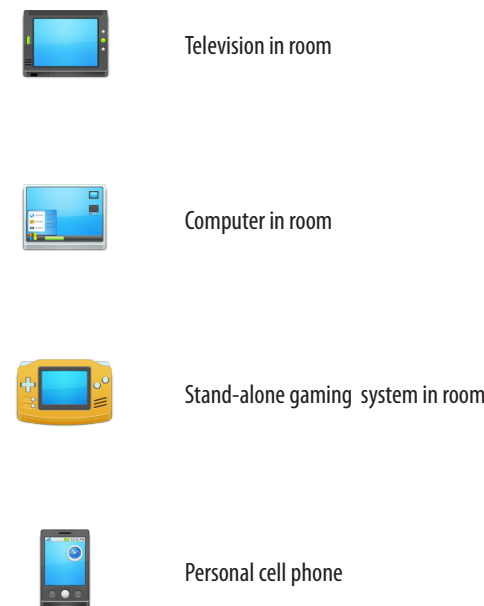 Television in room
Computer in room
Stand-alone gaming system in room
Personal cell phone